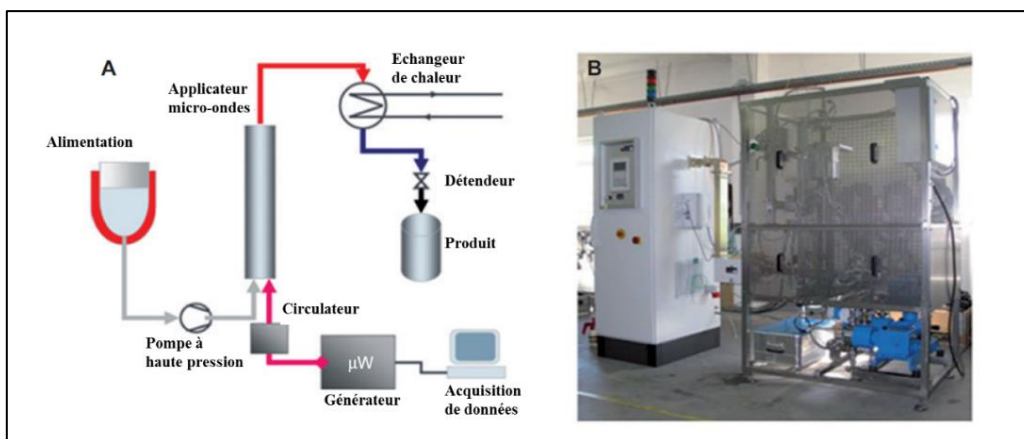 A
Echangeur
de chaleur
Applicateur
micro-ondes
Alimentation
Détendeur
Produit
Circulateur
Pompe à
haute pression
µW
Générateur
Acquisition
de données
B